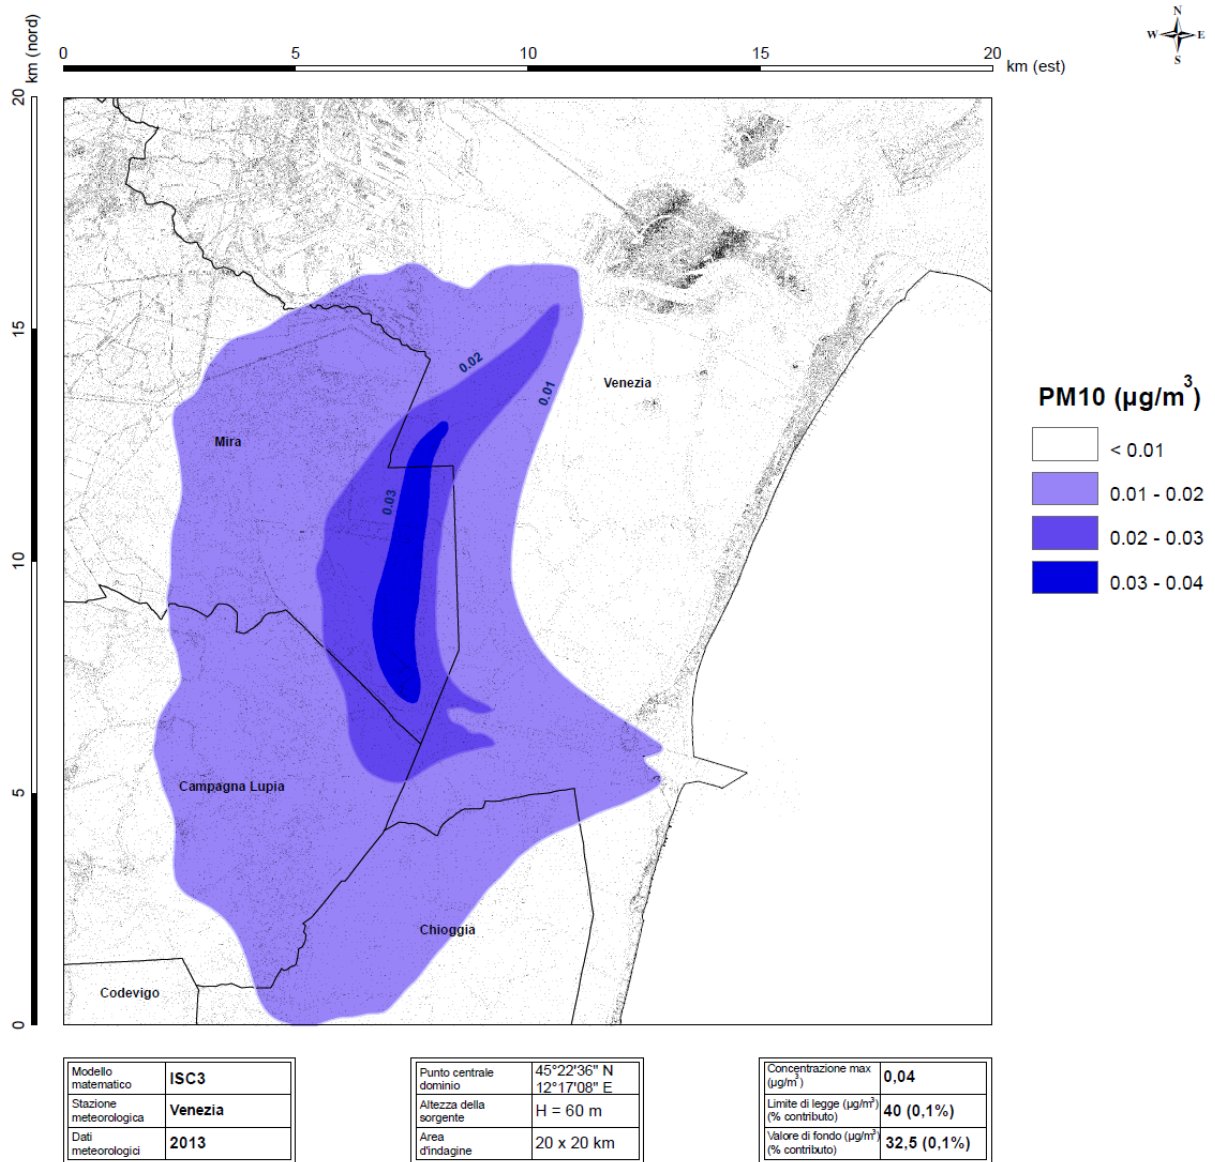 N
W E
S
0 5 10 15 20
km (est)
km (nord)
20
15
10
5
0
0.02
0.01
Venezia
Mira
0.03
Campagna Lupia
Chioggia
Codevigo
PM10 (µg/m³)
< 0.01
0.01 - 0.02
0.02 - 0.03
0.03 - 0.04
Modello
matematico
ISC3
Stazione
meteorologica
Venezia
Dati
meteorologici
2013
Punto centrale
dominio
45°22'36" N
12°17'08" E
Altezza della
sorgente
H = 60 m
Area
d'indagine
20 x 20 km
Concentrazione max
(µg/m³)
0,04
Limite di legge (µg/m³)
(% contributo)
40 (0,1%)
Valore di fondo (µg/m³)
(% contributo)
32,5 (0,1%)